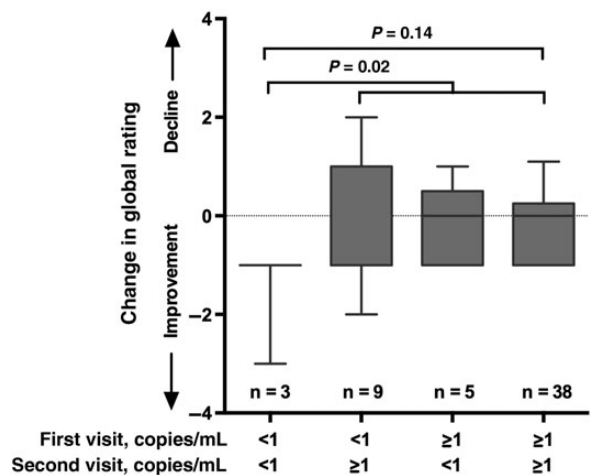 4
P = 0.14
P = 0.02
2
0
−2
−4
Change in global rating
Decline
Improvement
n = 3 n = 9 n = 5 n = 38
First visit, copies/mL <1 <1 ≥1 ≥1
Second visit, copies/mL <1 ≥1 <1 ≥1